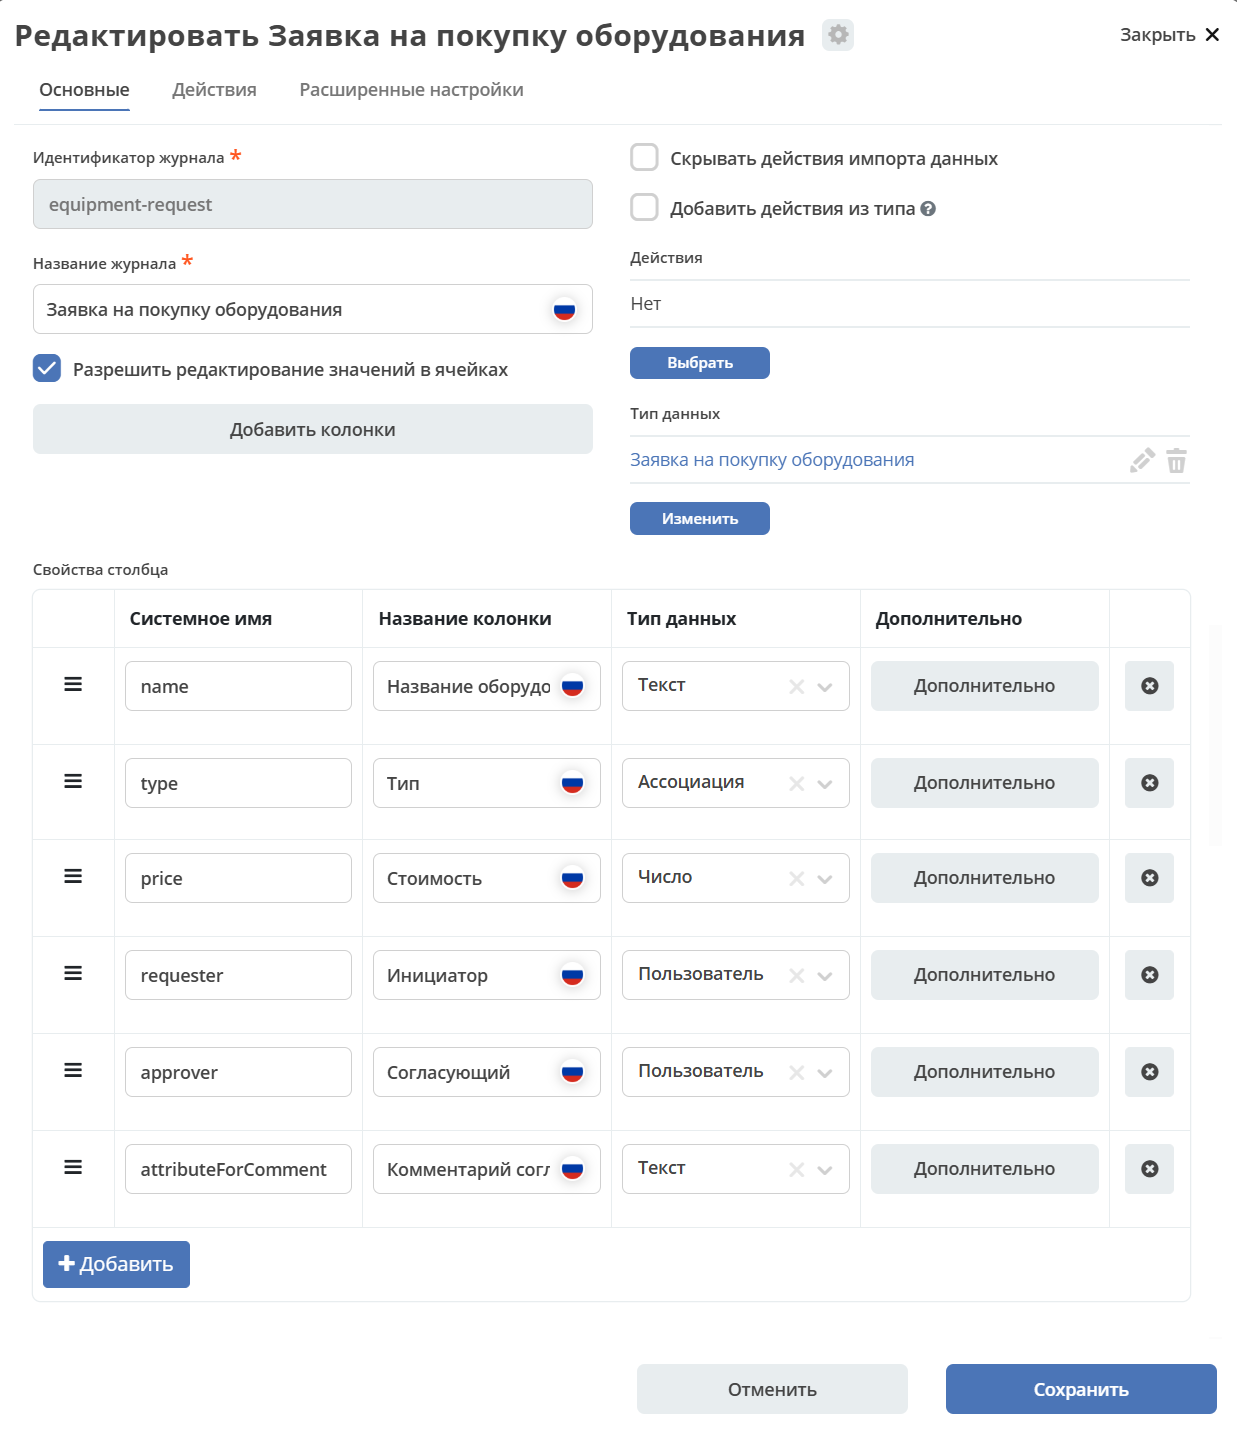 Редактировать Заявка на покупку оборудования
Закрыть
Основные
Действия
Расширенные настройки
Идентификатор журнала *
equipment-request
Название журнала *
Заявка на покупку оборудования
Разрешить редактирование значений в ячейках
Добавить колонки
Скрывать действия импорта данных
Добавить действия из типа
Действия
Нет
Выбрать
Тип данных
Заявка на покупку оборудования
Изменить
Свойства столбца
Системное имя Название колонки Тип данных Дополнительно
name Название оборудо Текст Дополнительно
type Тип Ассоциация Дополнительно
price Стоимость Число Дополнительно
requester Инициатор Пользователь Дополнительно
approver Согласующий Пользователь Дополнительно
attributeForComment Комментарий согл Текст Дополнительно
Добавить
Отменить
Сохранить